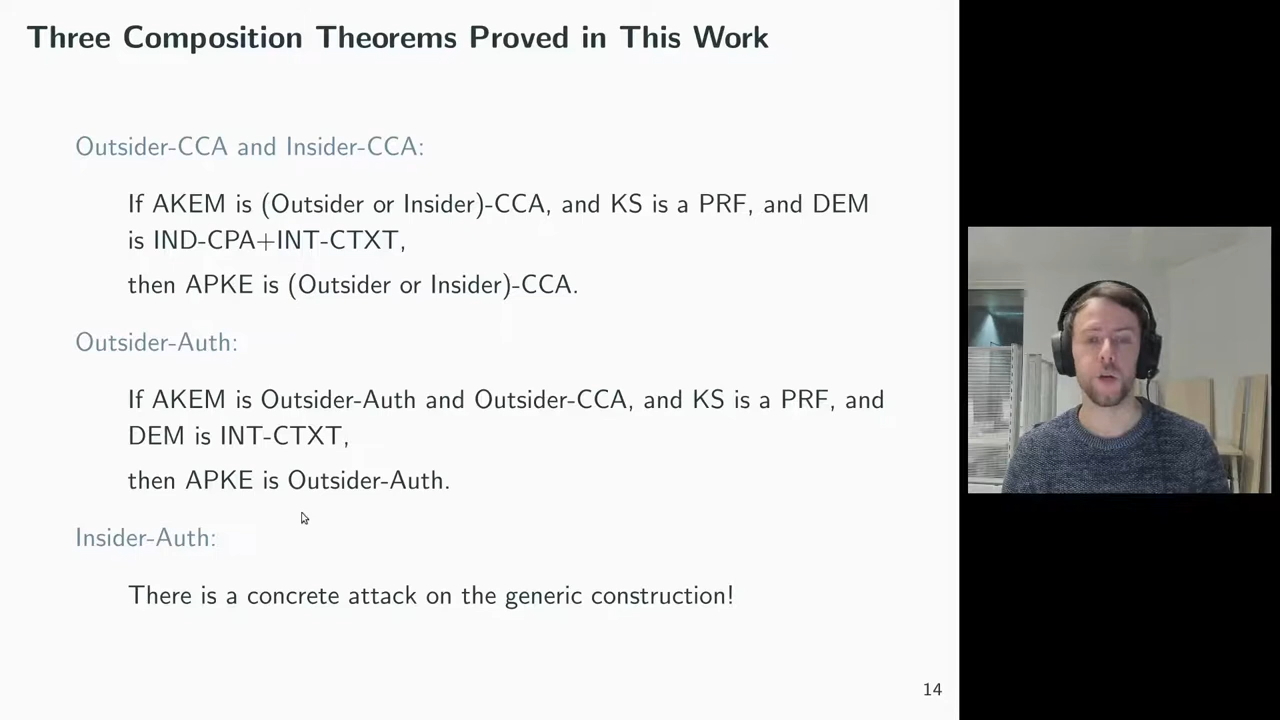 Three Composition Theorems Proved in This Work
Outsider-CCA and Insider-CCA:
If AKEM is (Outsider or Insider)-CCA, and KS is a PRF, and DEM
is IND-CPA+INT-CTXT,
then APKE is (Outsider or Insider)-CCA.
Outsider-Auth:
If AKEM is Outsider-Auth and Outsider-CCA, and KS is a PRF, and
DEM is INT-CTXT,
then APKE is Outsider-Auth.
Insider-Auth:
There is a concrete attack on the generic construction!
14